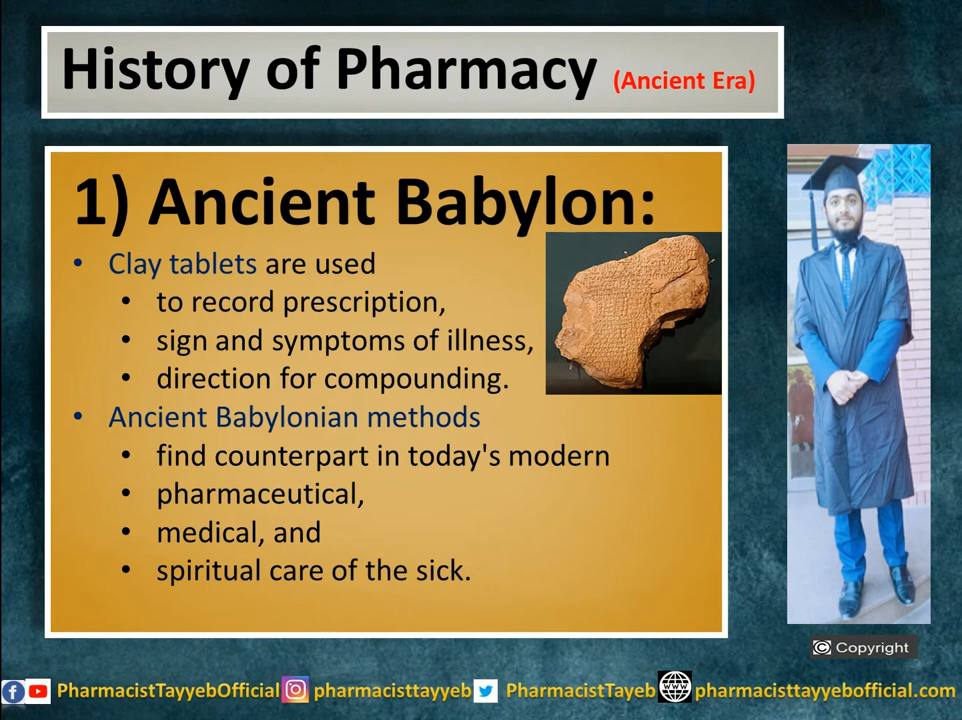 History of Pharmacy (Ancient Era)
1) Ancient Babylon:
• Clay tablets are used
• to record prescription,
• sign and symptoms of illness,
• direction for compounding.
• Ancient Babylonian methods
• find counterpart in today's modern
• pharmaceutical,
• medical, and
• spiritual care of the sick.
© Copyright
PharmacistTayyebOfficial pharmacisttayyeb PharmacistTayeb WWW pharmacisttayyebofficial.com